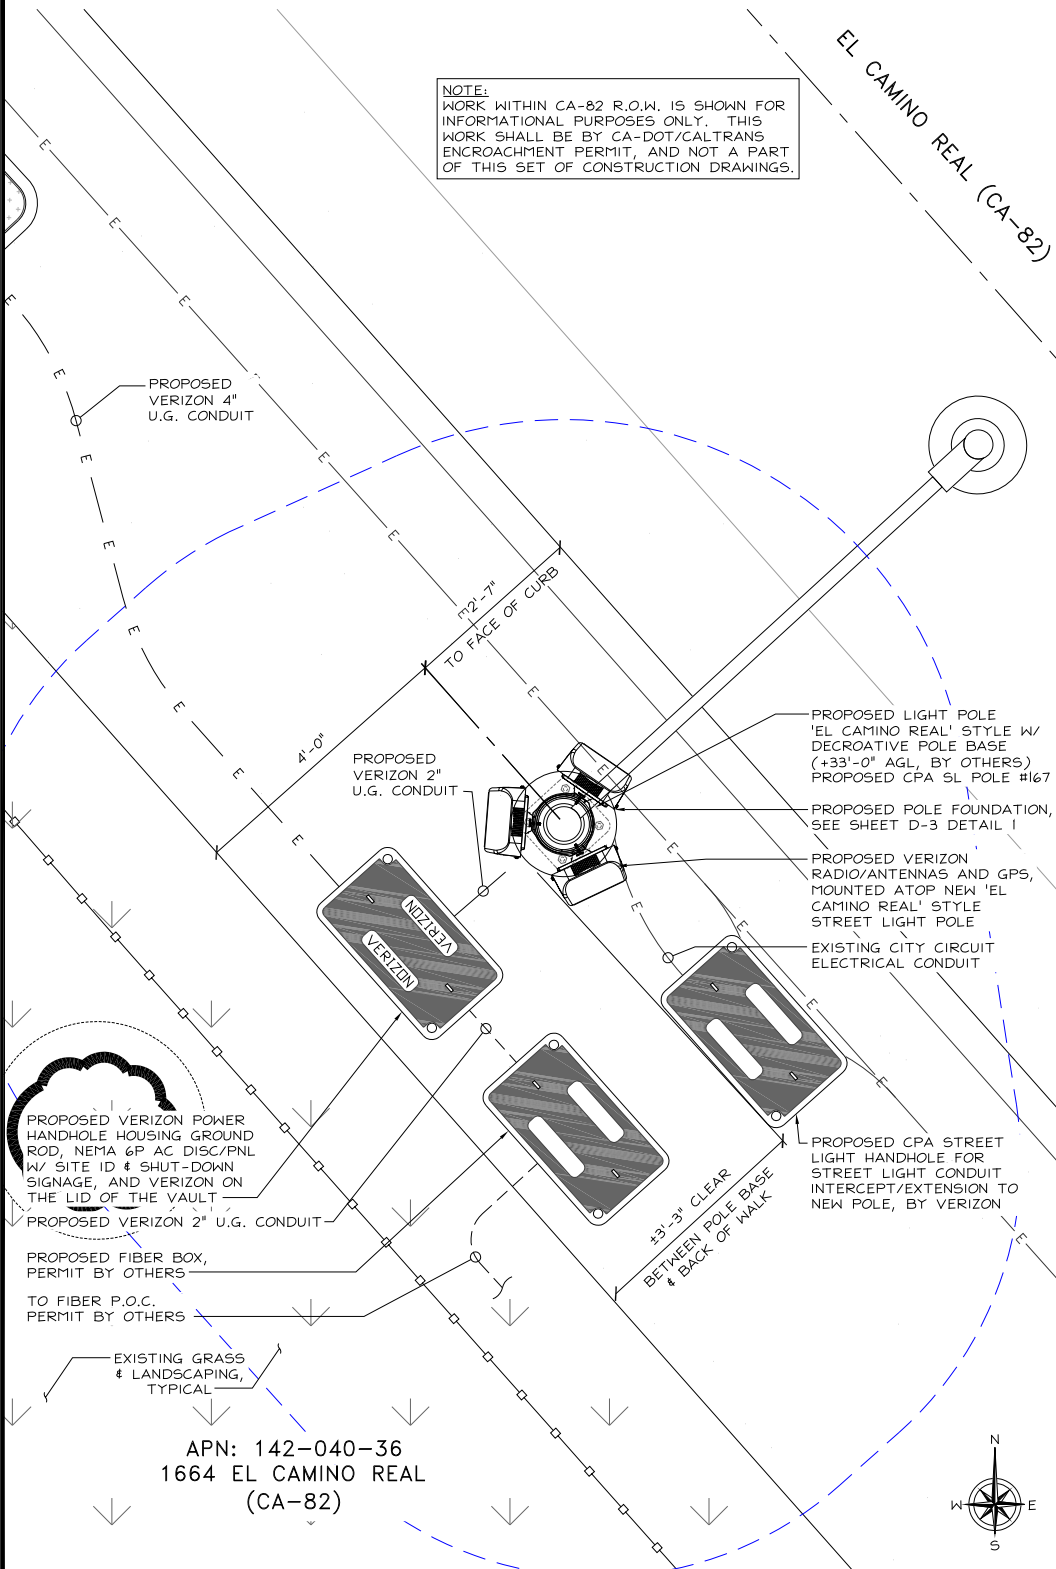 EL CAMINO REAL (CA-82)
NOTE:
WORK WITHIN CA-82 R.O.W. IS SHOWN FOR
INFORMATIONAL PURPOSES ONLY. THIS
WORK SHALL BE BY CA-DOT/CALTRANS
ENCROACHMENT PERMIT, AND NOT A PART
OF THIS SET OF CONSTRUCTION DRAWINGS.
PROPOSED
VERIZON 4"
U.G. CONDUIT
2'-7"
TO FACE OF CURB
4'-0"
PROPOSED
VERIZON 2"
U.G. CONDUIT
PROPOSED LIGHT POLE
'EL CAMINO REAL' STYLE W/
DECROATIVE POLE BASE
(+33'-0" AGL, BY OTHERS)
PROPOSED CPA SL POLE #167
PROPOSED POLE FOUNDATION,
SEE SHEET D-3 DETAIL 1
PROPOSED VERIZON
RADIO/ANTENNAS AND GPS,
MOUNTED ATOP NEW 'EL
CAMINO REAL' STYLE
STREET LIGHT POLE
EXISTING CITY CIRCUIT
ELECTRICAL CONDUIT
VERIZON
VERIZON
PROPOSED VERIZON POWER
HANDHOLE HOUSING GROUND
ROD, NEMA 6P AC DISC/PNL
W/ SITE ID & SHUT-DOWN
SIGNAGE, AND VERIZON ON
THE LID OF THE VAULT
PROPOSED VERIZON 2" U.G. CONDUIT
PROPOSED FIBER BOX,
PERMIT BY OTHERS
TO FIBER P.O.C.
PERMIT BY OTHERS
EXISTING GRASS
& LANDSCAPING,
TYPICAL
PROPOSED CPA STREET
LIGHT HANDHOLE FOR
STREET LIGHT CONDUIT
INTERCEPT/EXTENSION TO
NEW POLE, BY VERIZON
±3'-3" CLEAR
BETWEEN POLE BASE
& BACK OF WALK
APN: 142-040-36
1664 EL CAMINO REAL
(CA-82)
N
W E
S